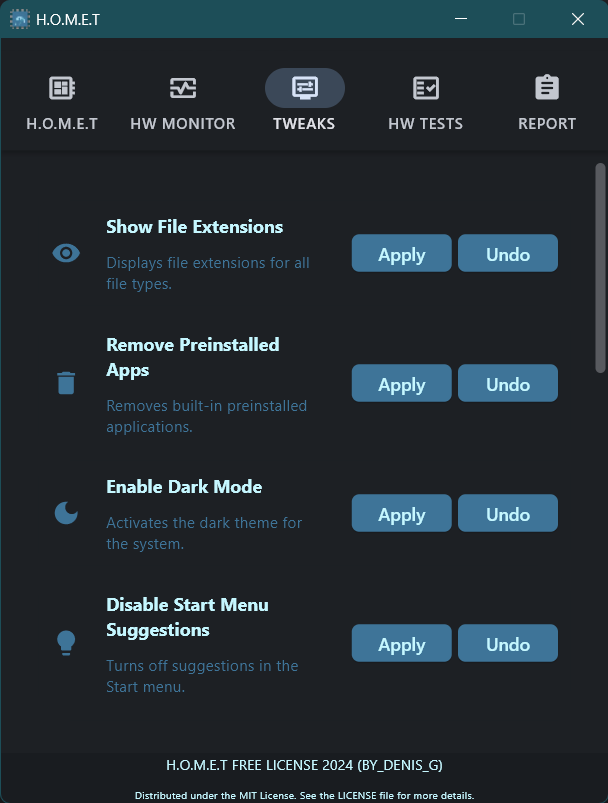 H.O.M.E.T
H.O.M.E.T
HW MONITOR
TWEAKS
HW TESTS
REPORT
Show File Extensions
Displays file extensions for all
file types.
Apply
Undo
Remove Preinstalled
Apps
Removes built-in preinstalled
applications.
Apply
Undo
Enable Dark Mode
Activates the dark theme for
the system.
Apply
Undo
Disable Start Menu
Suggestions
Turns off suggestions in the
Start menu.
Apply
Undo
H.O.M.E.T FREE LICENSE 2024 (BY_DENIS_G)
Distributed under the MIT License. See the LICENSE file for more details.